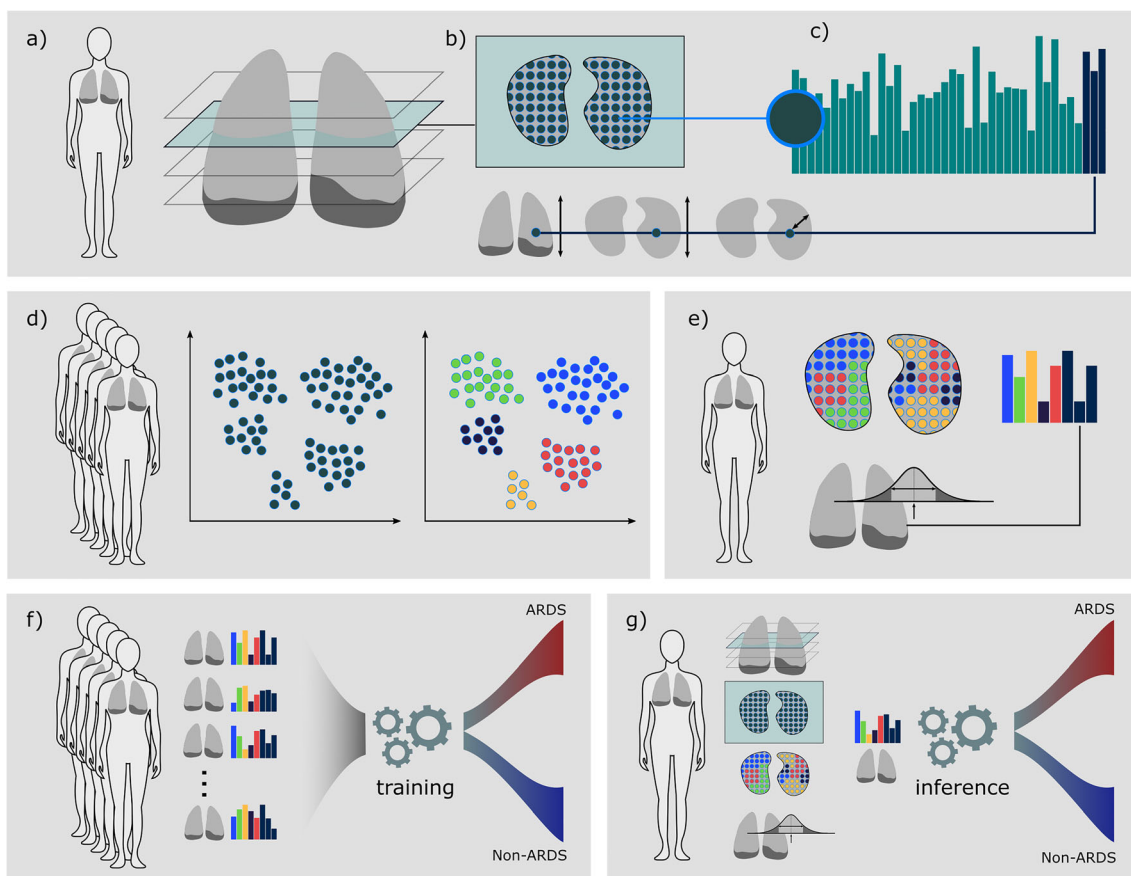 a)
b)
c)
d)
e)
f)
ARDS
training
Non-ARDS
g)
ARDS
inference
Non-ARDS